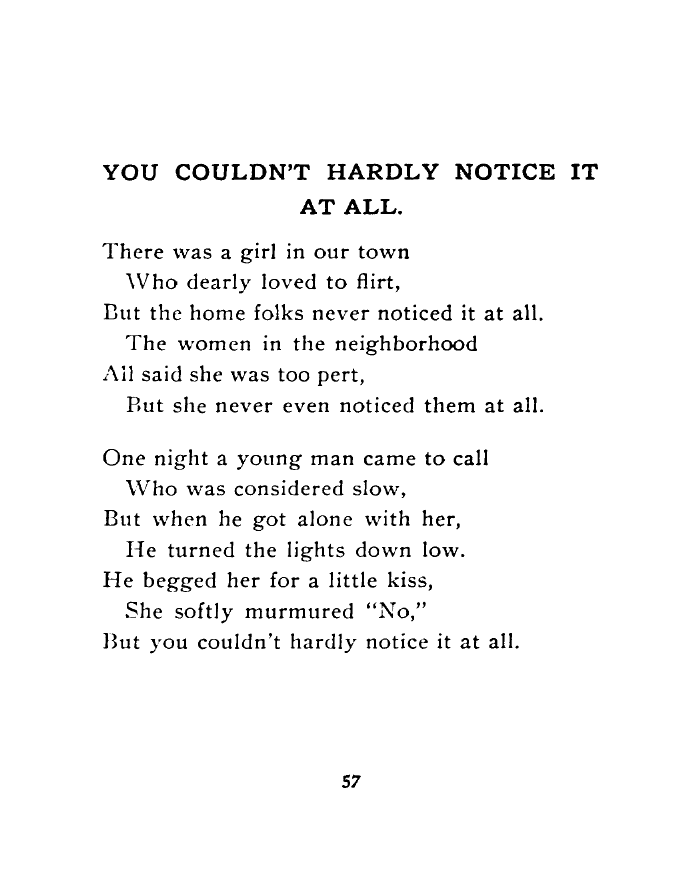 YOU COULDN'T HARDLY NOTICE IT
AT ALL.
There was a girl in our town
Who dearly loved to flirt,
But the home folks never noticed it at all.
The women in the neighborhood
All said she was too pert,
But she never even noticed them at all.
One night a young man came to call
Who was considered slow,
But when he got alone with her,
He turned the lights down low.
He begged her for a little kiss,
She softly murmured “No,”
But you couldn't hardly notice it at all.
57